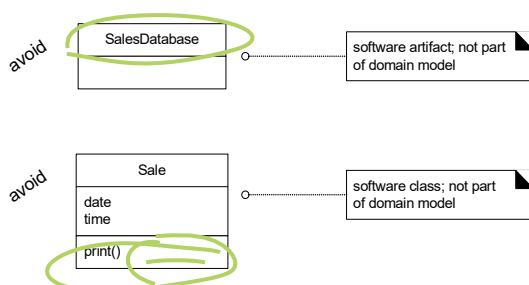 avoid
SalesDatabase
software artifact; not part
of domain model
avoid
Sale
date
time
print()
software class; not part
of domain model